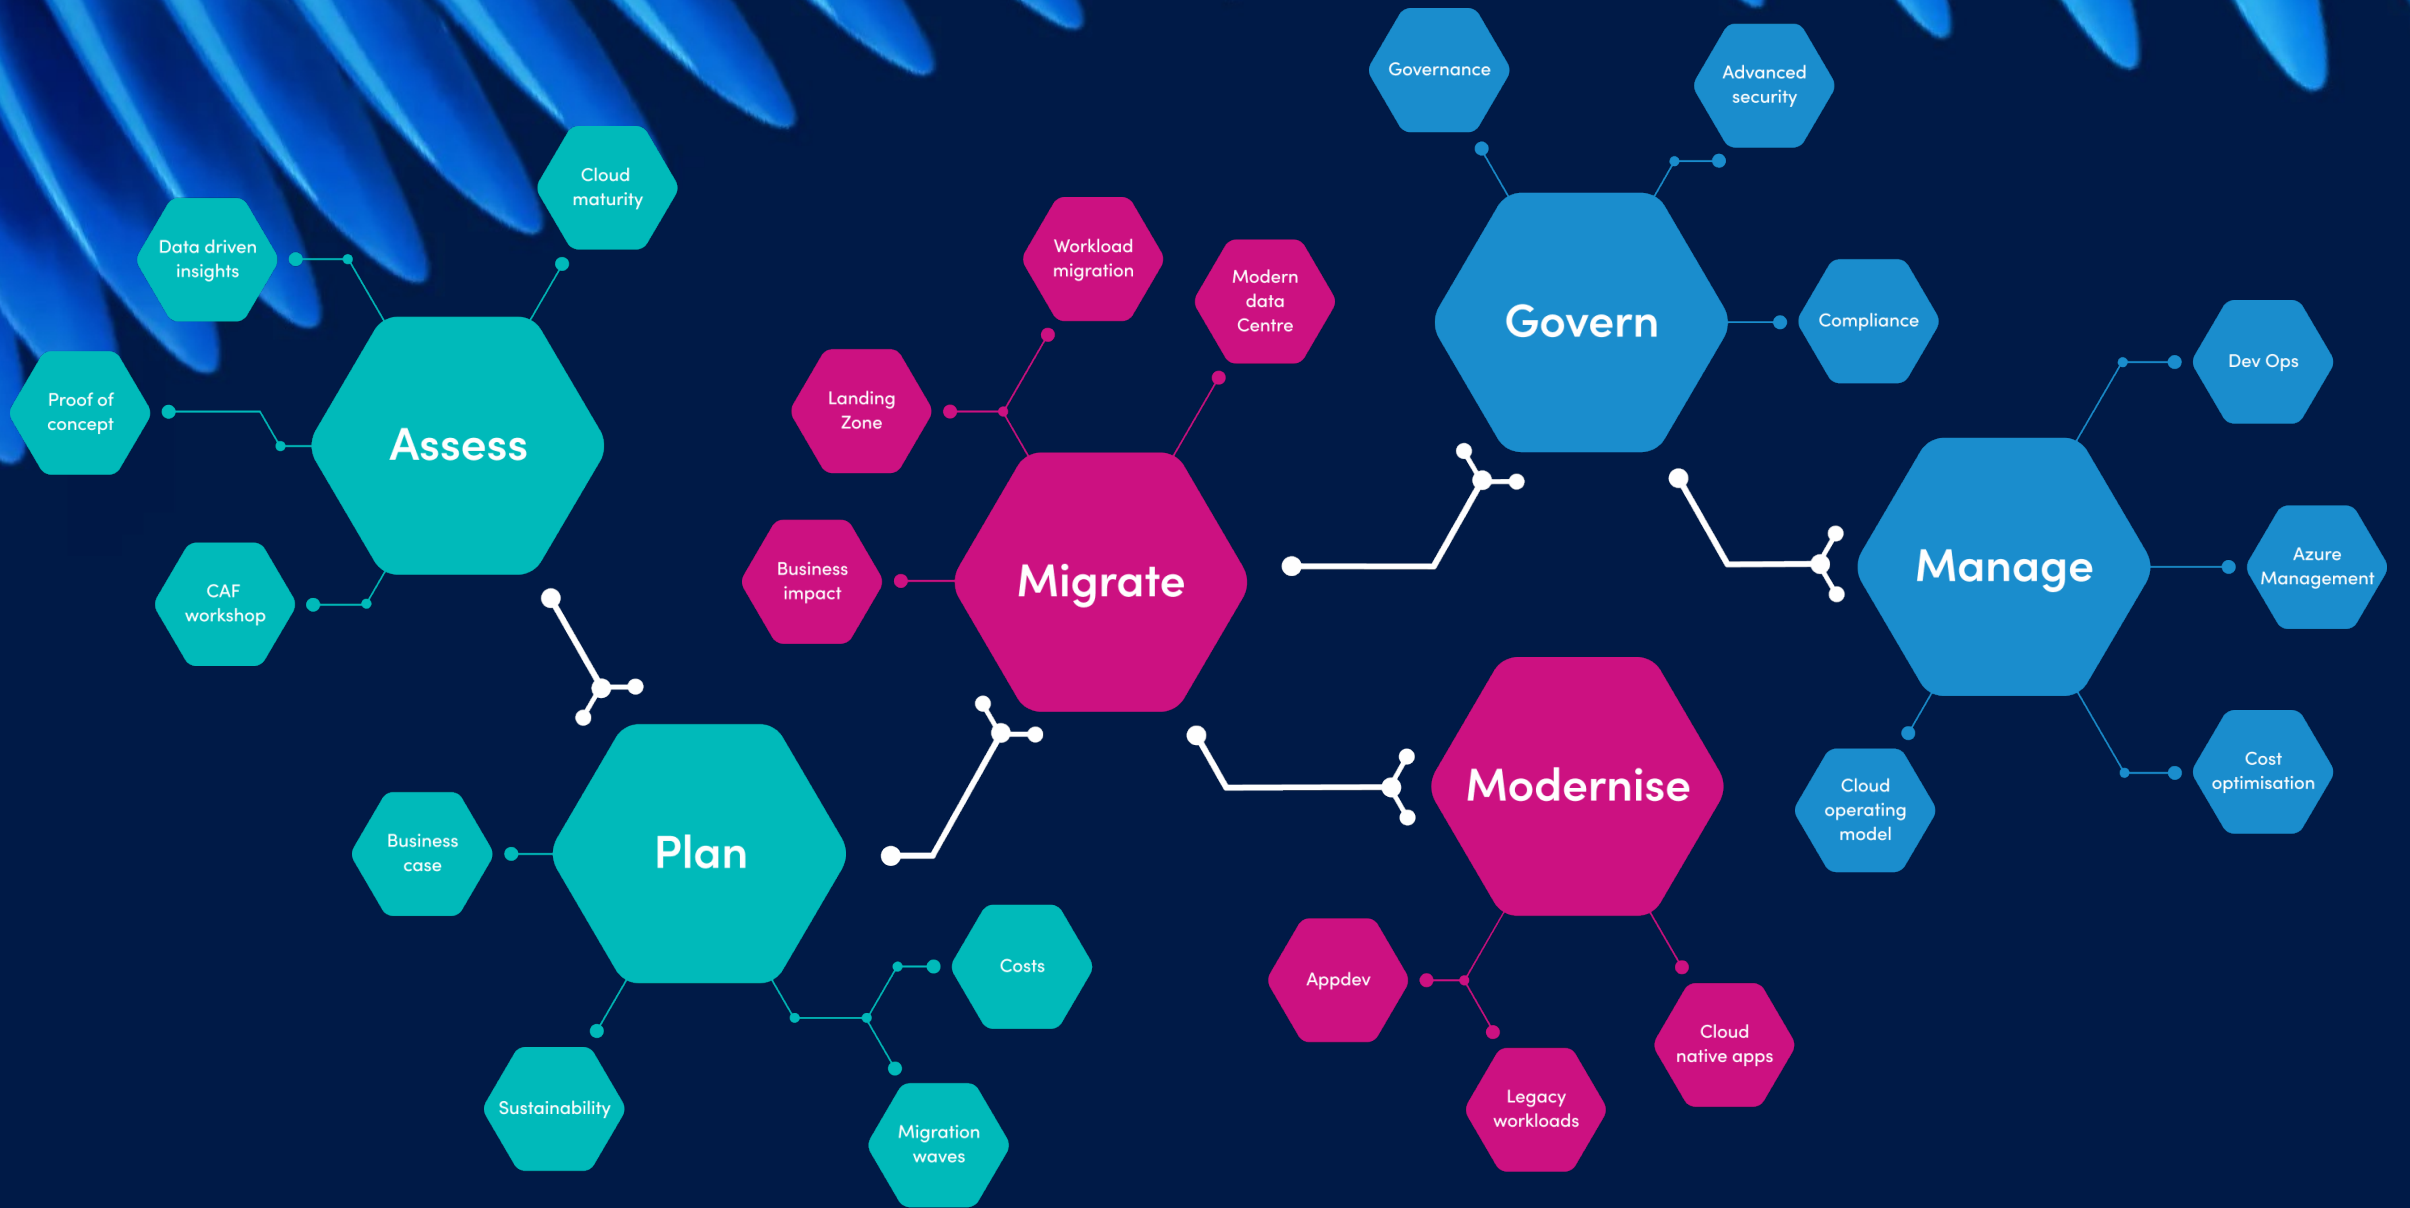 Cloud
maturity
Data driven
insights
Proof of
concept
Assess
CAF
workshop
Plan
Business
case
Sustainability
Costs
Migration
waves
Workload
migration
Modern
data
Centre
Landing
Zone
Business
impact
Migrate
Modernise
Appdev
Legacy
workloads
Cloud
native apps
Governance
Advanced
security
Govern
Compliance
Manage
Dev Ops
Azure
Management
Cost
optimisation
Cloud
operating
model